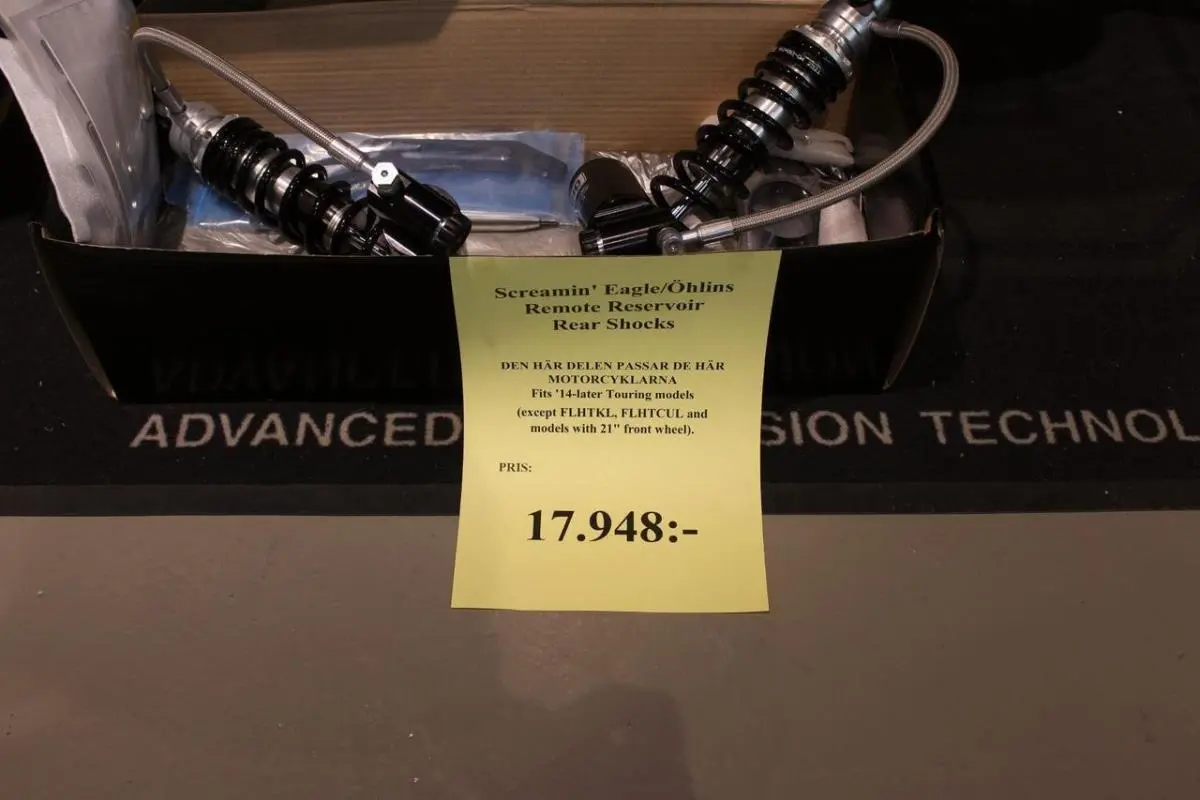 Screamin' Eagle/Öhlins
Remote Reservoir
Rear Shocks
DEN HÄR DELEN PASSAR DE HÄR
MOTORCYKLARNA
Fits '14-later Touring models
(except FLHTKL, FLHTCUL and
models with 21" front wheel).
PRIS:
17.948:-
ADVANCED SION TECHNOL